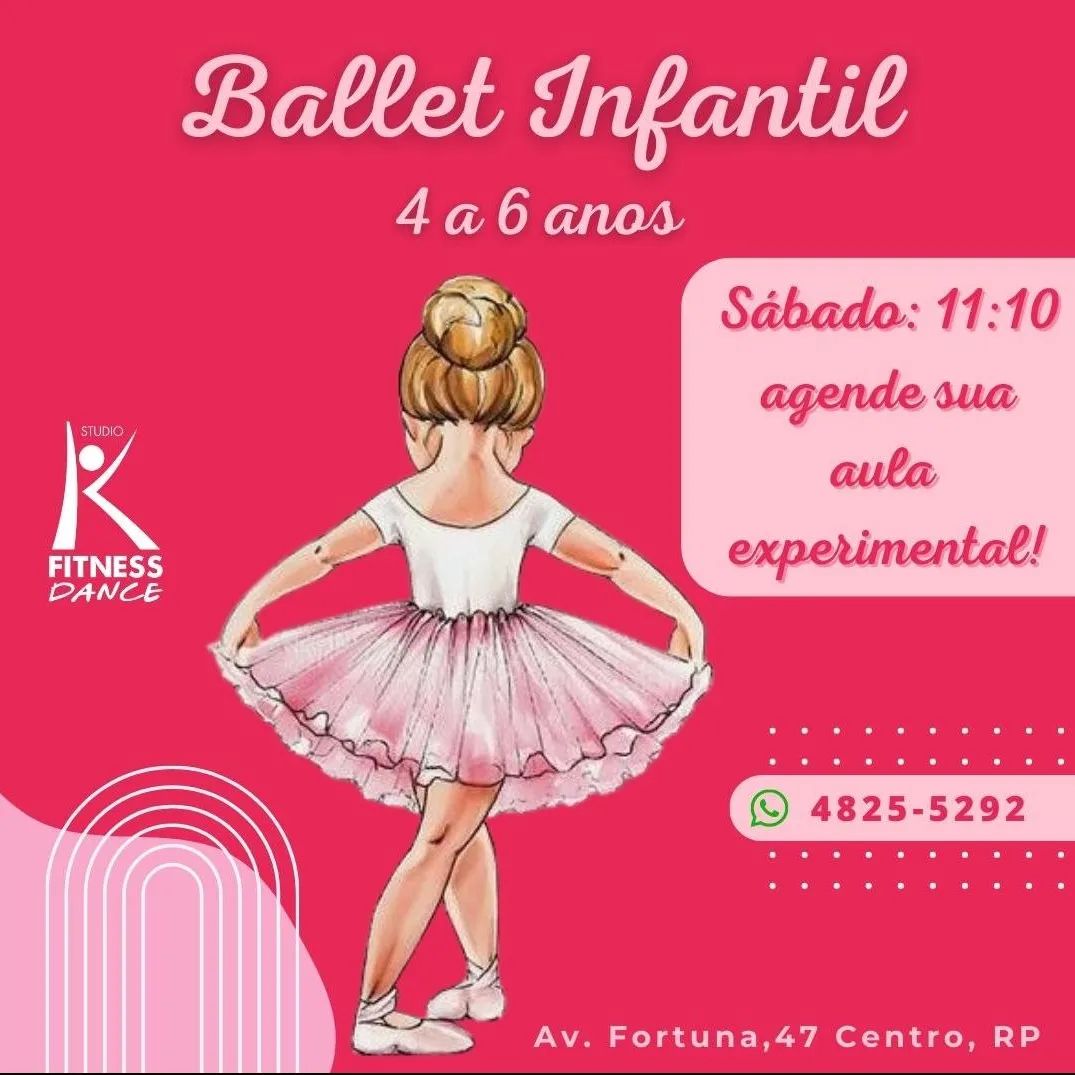 Ballet Infantil
4 a 6 anos
Sábado: 11:10
agende sua
aula
experimental!
STUDIO
K
FITNESS
DANCE
4825-5292
Av. Fortuna,47 Centro, RP